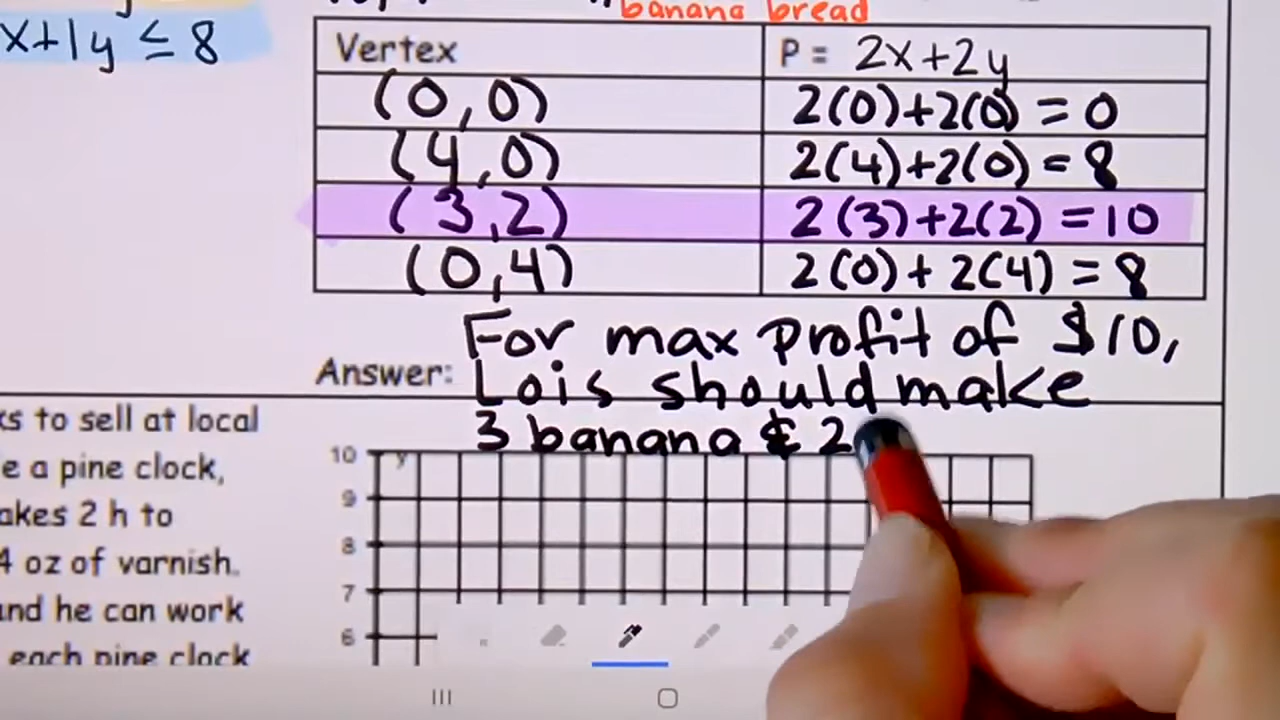 banana bread
x+1y ≤ 8
Vertex P = 2x+2y
(0,0) 2(0)+2(0) = 0
(4,0) 2(4)+2(0) = 8
(3,2) 2(3)+2(2) = 10
(0,4) 2(0)+2(4) = 8
For max profit of $10,
Answer: Lois should make
3 banana & 2
ks to sell at local
e a pine clock,
akes 2 h to
4 oz of varnish.
nd he can work
each pine clock
10 y
9
8
7
6